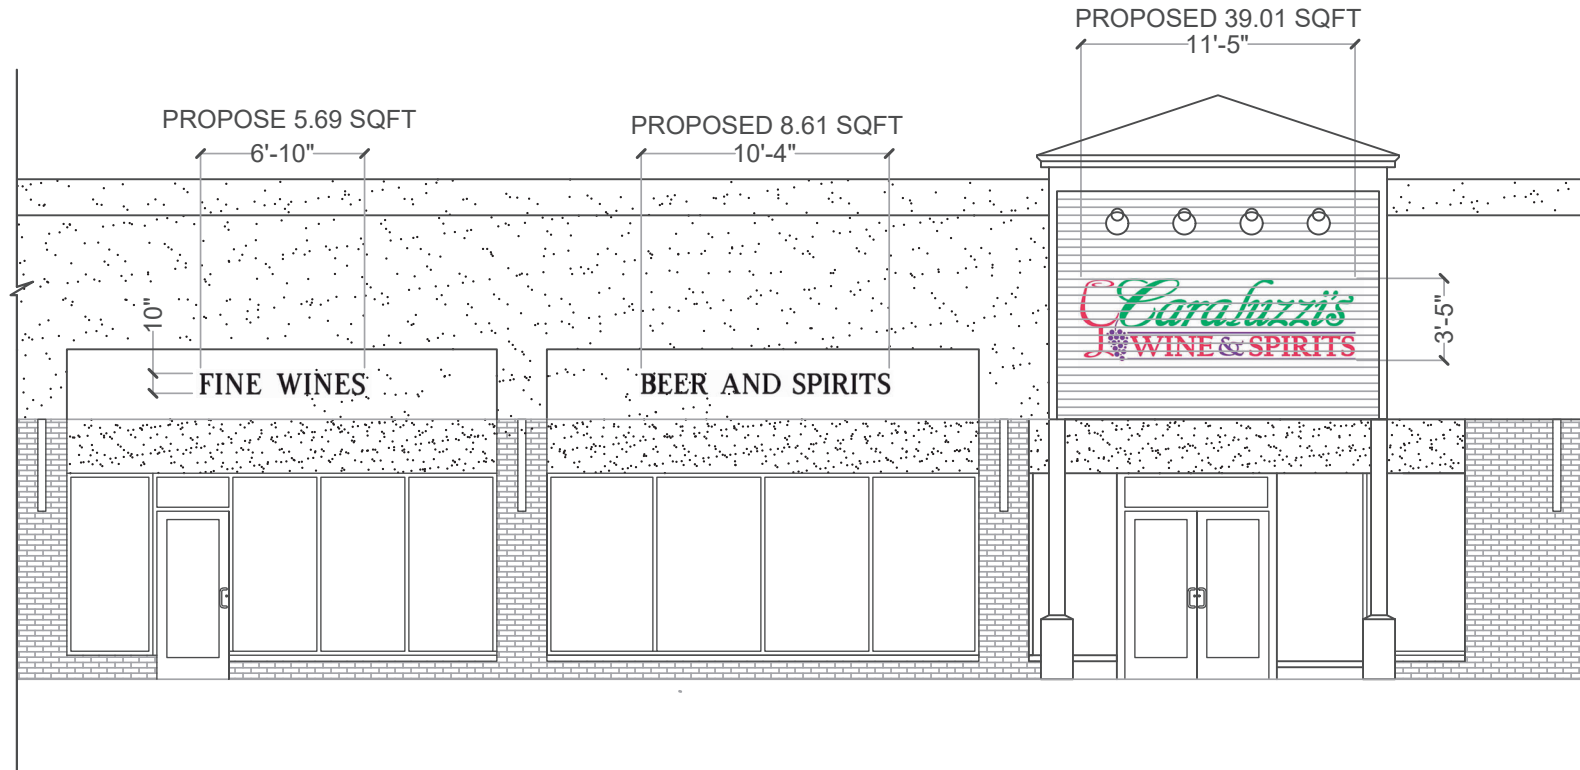 PROPOSED 39.01 SQFT
11'-5"
PROPOSE 5.69 SQFT
6'-10"
PROPOSED 8.61 SQFT
10'-4"
10"
FINE WINES
BEER AND SPIRITS
Caraluzzi's
WINE & SPIRITS
3'-5"